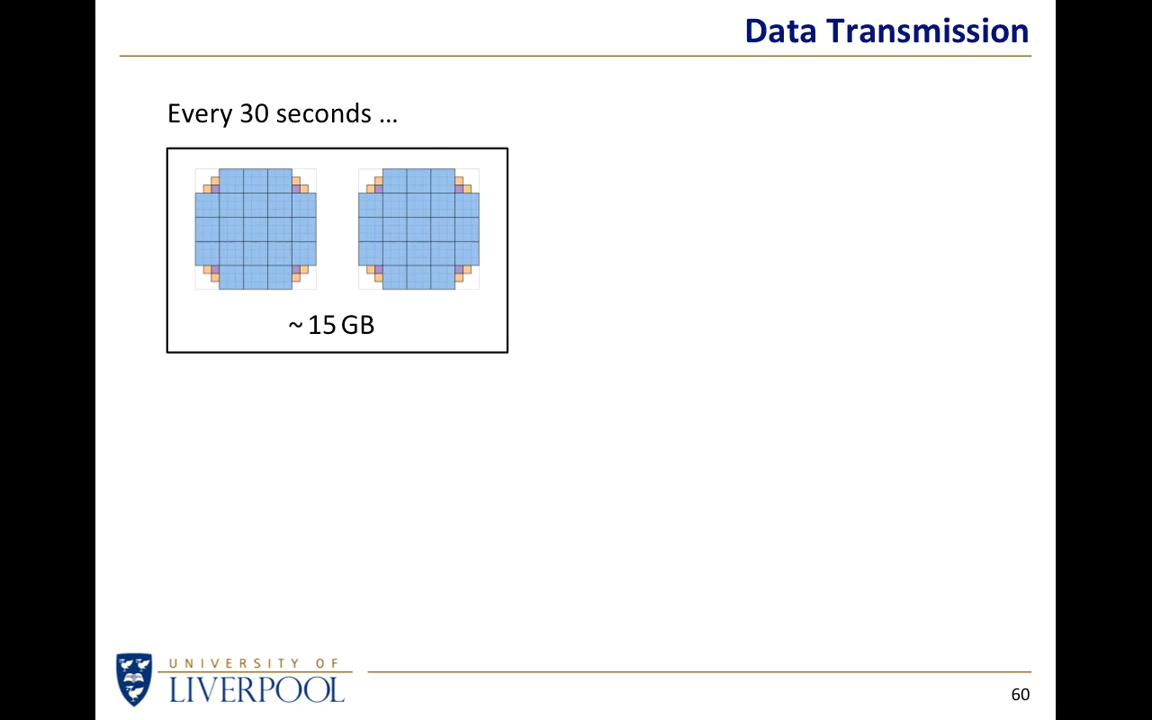 Data Transmission
Every 30 seconds ...
~ 15 GB
UNIVERSITY OF
LIVERPOOL
60